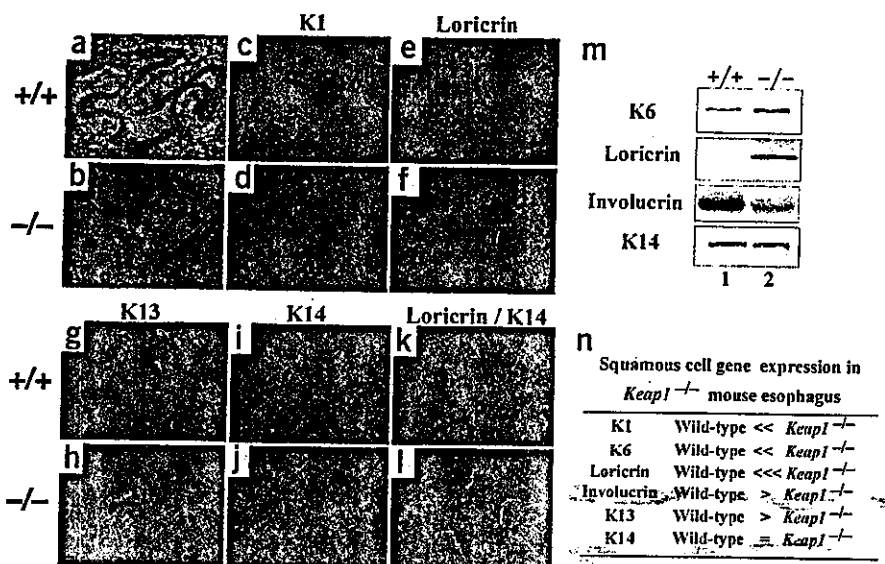 K1 Loricrin
a c e
+/+
b d f
−/−
K13 K14 Loricrin / K14
g i k
+/+
h j l
−/−
m
+/+ −/−
K6
Loricrin
Involucrin
K14
1 2
n
Squamous cell gene expression in
Keap1 −/− mouse esophagus
K1 Wild-type << Keap1 −/−
K6 Wild-type << Keap1 −/−
Loricrin Wild-type <<< Keap1 −/−
Involucrin Wild-type > Keap1 −/−
K13 Wild-type > Keap1 −/−
K14 Wild-type = Keap1 −/−